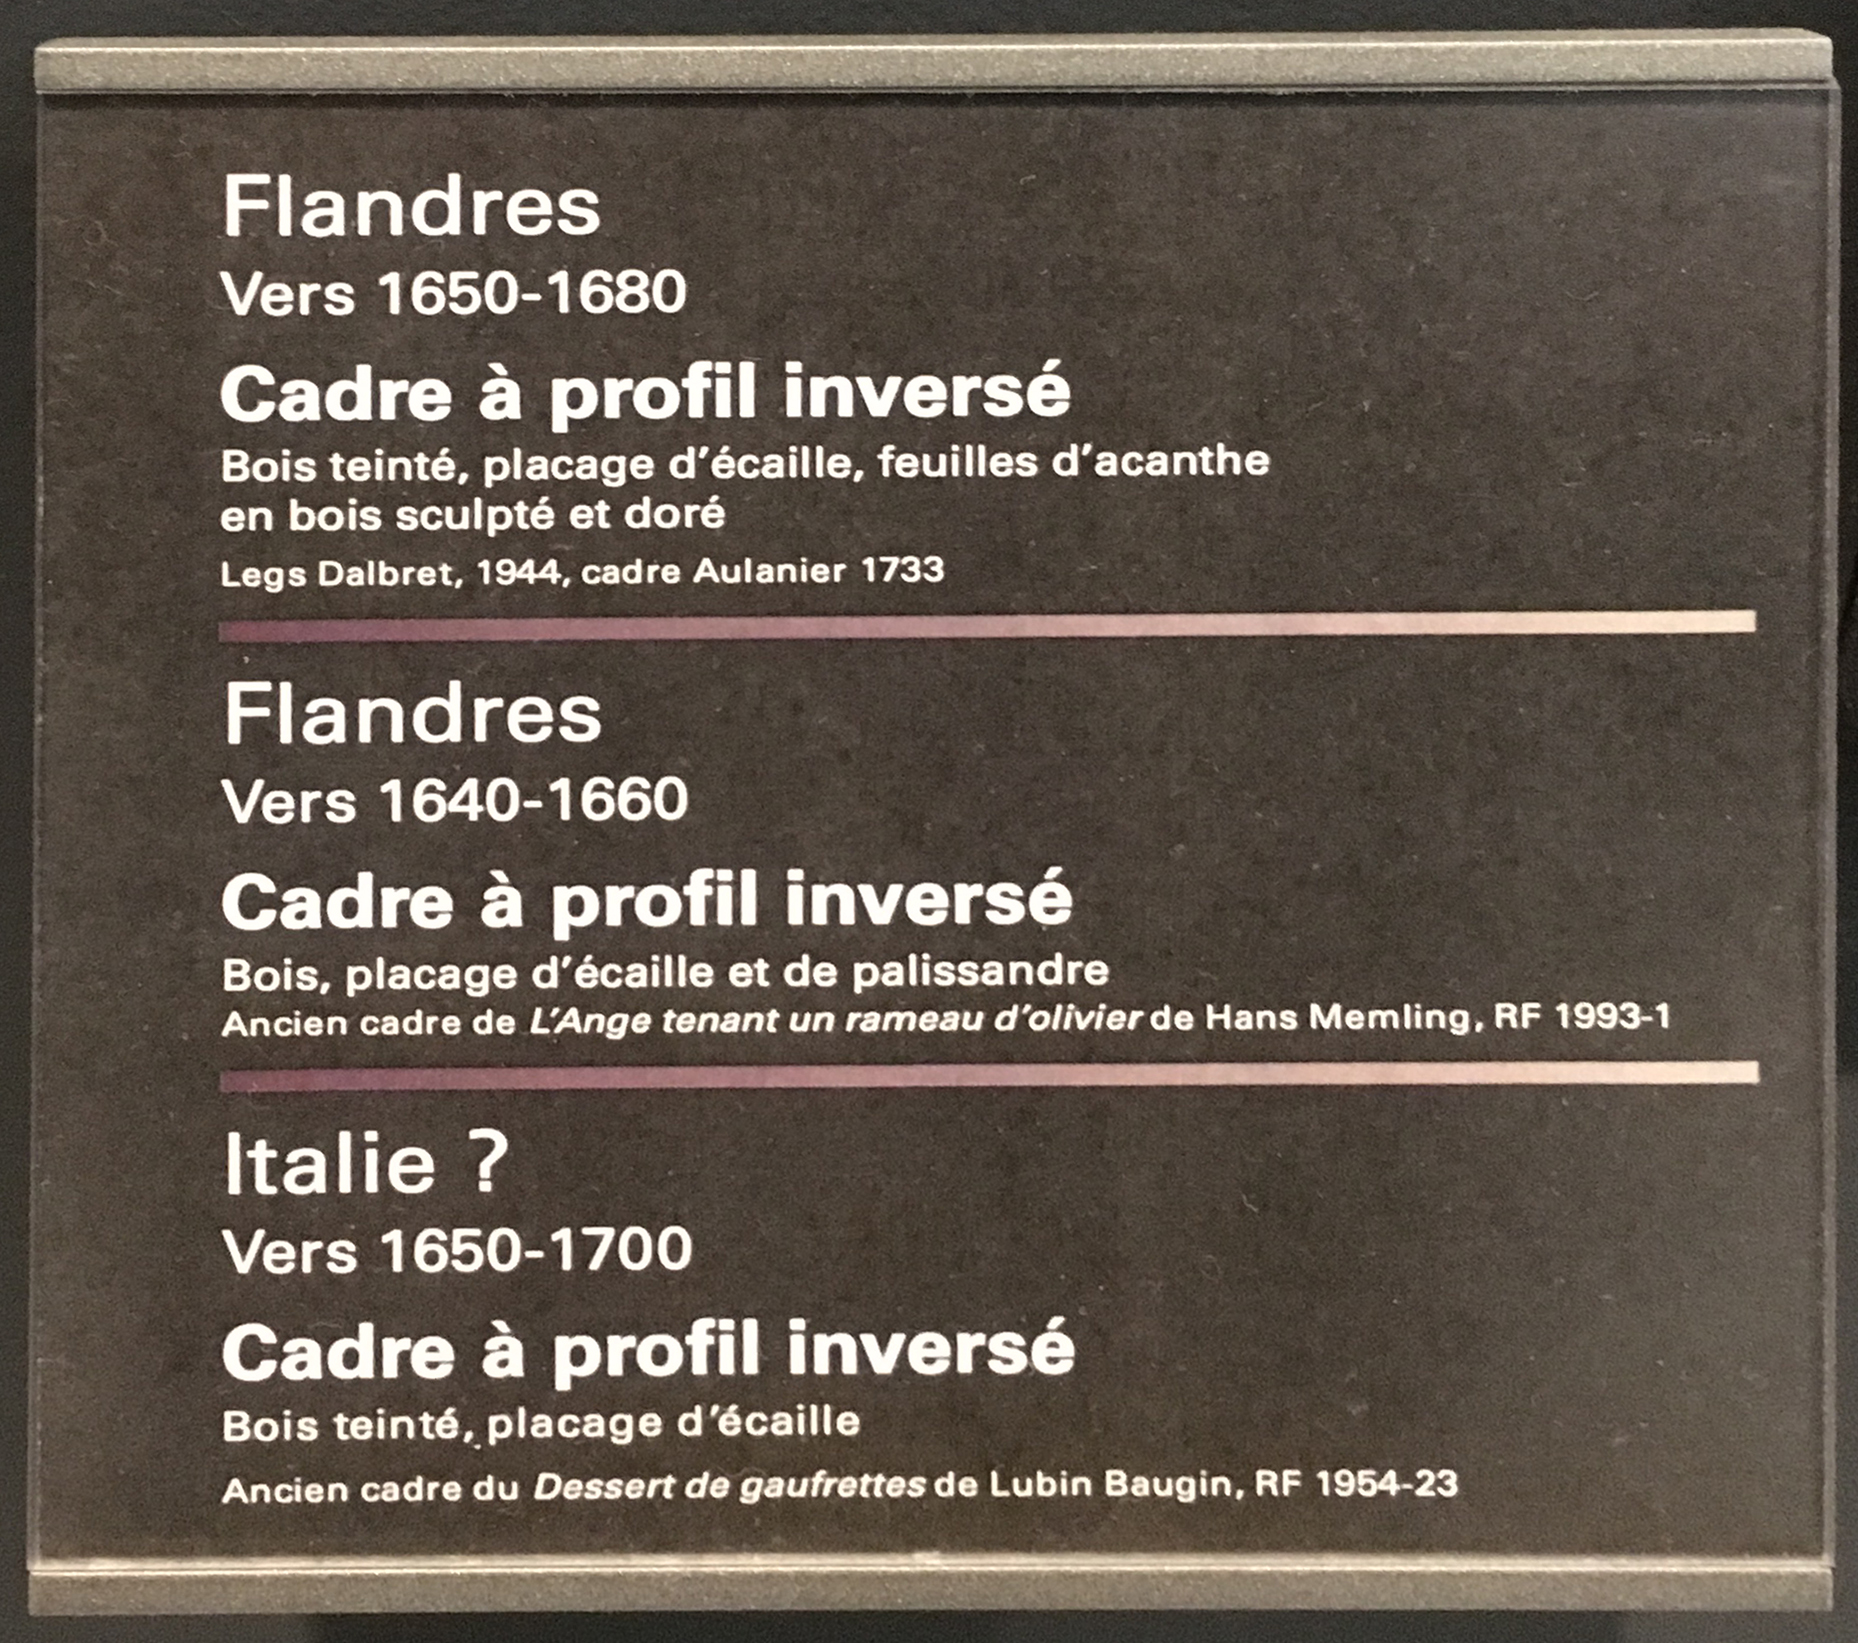 Flandres
Vers 1650-1680
Cadre à profil inversé
Bois teinté, placage d'écaille, feuilles d'acanthe
en bois sculpté et doré
Legs Dalbret, 1944, cadre Aulanier 1733
Flandres
Vers 1640-1660
Cadre à profil inversé
Bois, placage d'écaille et de palissandre
Ancien cadre de L'Ange tenant un rameau d'olivier de Hans Memling, RF 1993-1
Italie ?
Vers 1650-1700
Cadre à profil inversé
Bois teinté, placage d'écaille
Ancien cadre du Dessert de gaufrettes de Lubin Baugin, RF 1954-23